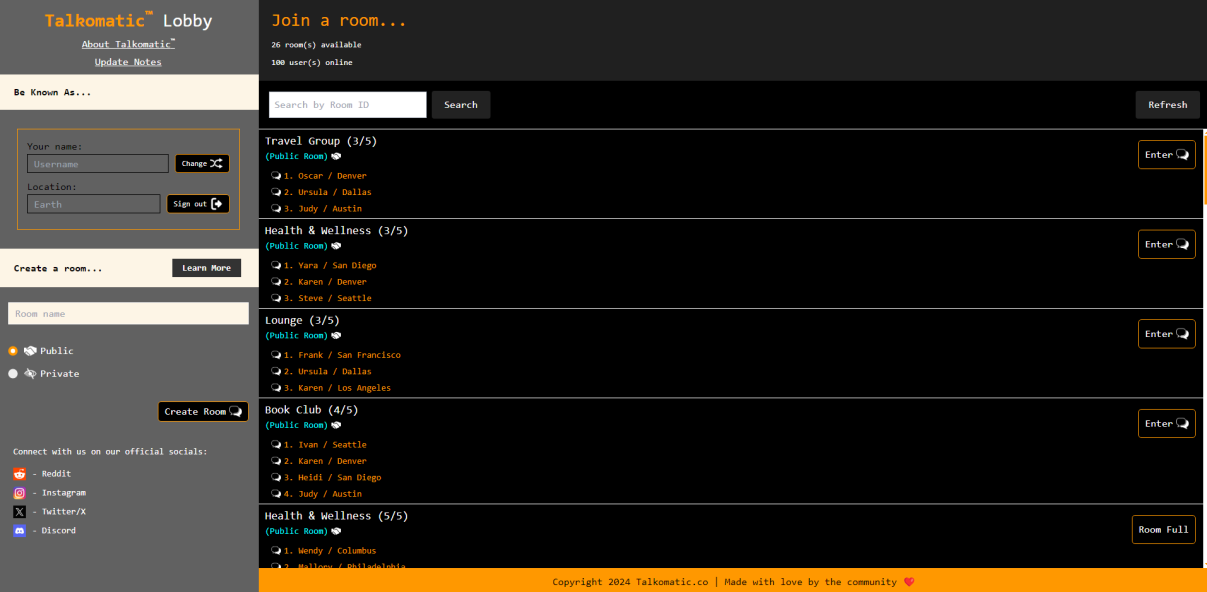 Talkomatic™ Lobby
About Talkomatic™
Update Notes
Be Known As...
Your name:
Username
Change
Location:
Earth
Sign out
Create a room...
Learn More
Room name
Public
Private
Create Room
Connect with us on our official socials:
- Reddit
- Instagram
- Twitter/X
- Discord
Join a room...
26 room(s) available
100 user(s) online
Search by Room ID
Search
Refresh
Travel Group (3/5)
(Public Room)
1. Oscar / Denver
2. Ursula / Dallas
3. Judy / Austin
Enter
Health & Wellness (3/5)
(Public Room)
1. Yara / San Diego
2. Karen / Denver
3. Steve / Seattle
Enter
Lounge (3/5)
(Public Room)
1. Frank / San Francisco
2. Ursula / Dallas
3. Karen / Los Angeles
Enter
Book Club (4/5)
(Public Room)
1. Ivan / Seattle
2. Karen / Denver
3. Heidi / San Diego
4. Judy / Austin
Enter
Health & Wellness (5/5)
(Public Room)
1. Wendy / Columbus
2. Mallory / Philadelphia
Room Full
Copyright 2024 Talkomatic.co | Made with love by the community ❤